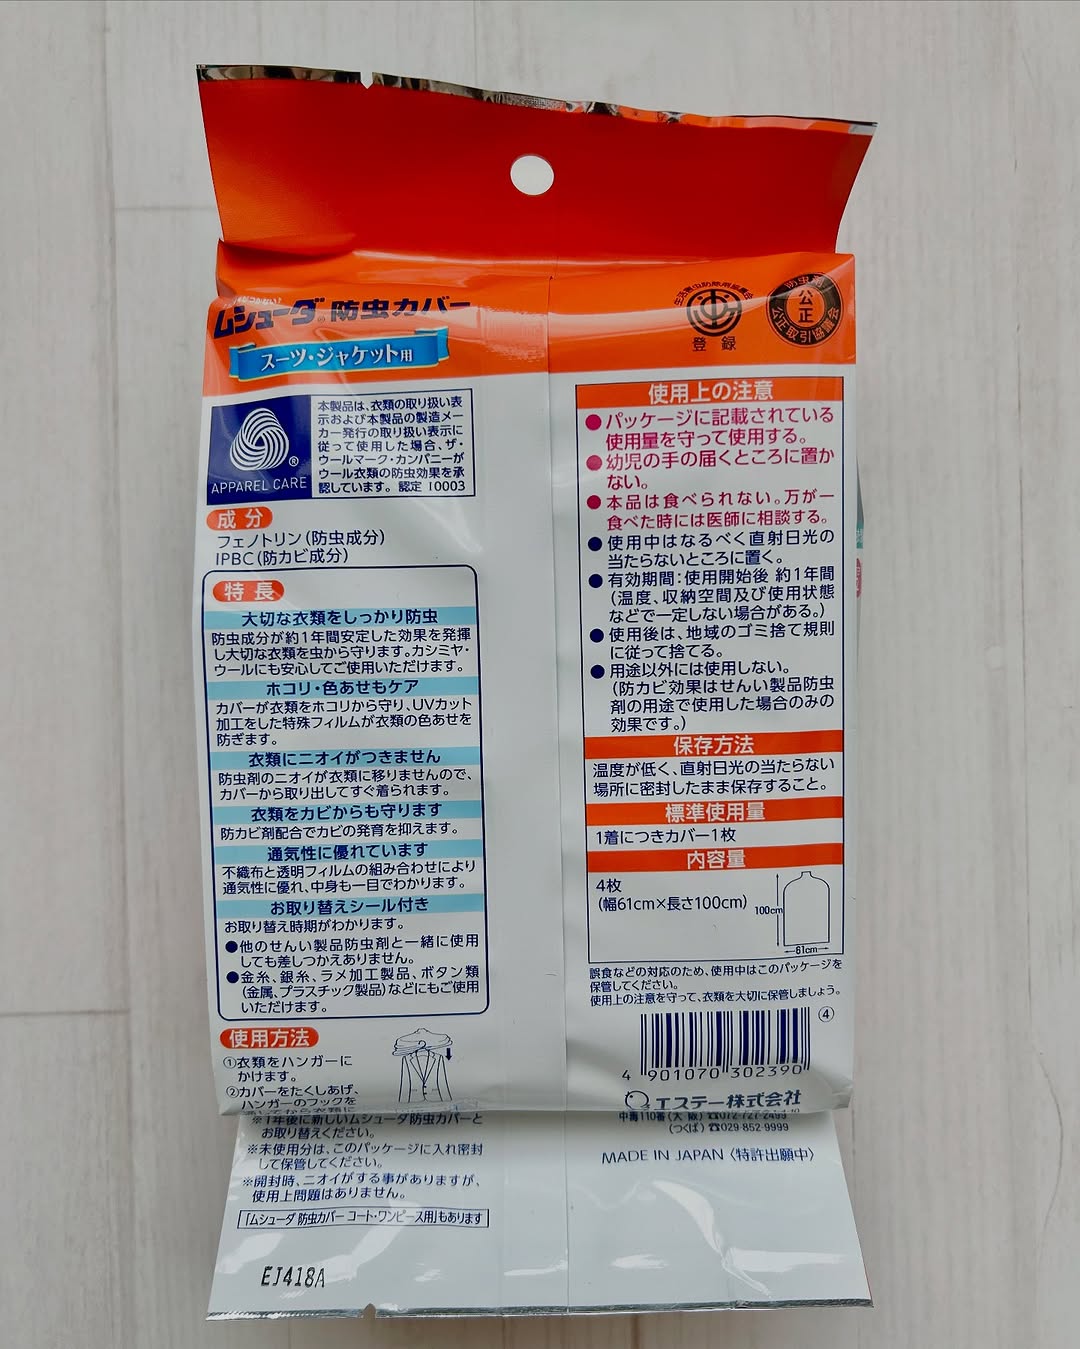 ムシューダ 防虫カバー
スーツ・ジャケット用
生活害虫防除剤協議会
登録
防虫剤
公正
公正取引協議会
本製品は、衣類の取り扱い表
示および本製品の製造メー
カー発行の取り扱い表示に
従って使用した場合、ザ・
ウールマーク・カンパニーが
ウール衣類の防虫効果を承
認しています。 認定 10003
®
APPAREL CARE
成分
フェノトリン(防虫成分)
IPBC(防カビ成分)
特長
大切な衣類をしっかり防虫
防虫成分が約1年間安定した効果を発揮
し大切な衣類を虫から守ります。カシミヤ・
ウールにも安心してご使用いただけます。
ホコリ・色あせもケア
カバーが衣類をホコリから守り、UVカット
加工をした特殊フィルムが衣類の色あせを
防ぎます。
衣類にニオイがつきません
防虫剤のニオイが衣類に移りませんので、
カバーから取り出してすぐ着られます。
衣類をカビからも守ります
防カビ剤配合でカビの発育を抑えます。
通気性に優れています
不織布と透明フィルムの組み合わせにより
通気性に優れ、中身も一目でわかります。
お取り替えシール付き
お取り替え時期がわかります。
●他のせんい製品防虫剤と一緒に使用
しても差しつかえありません。
●金糸、銀糸、ラメ加工製品、ボタン類
(金属、プラスチック製品)などにもご使用
いただけます。
使用方法
①衣類をハンガーに
かけます。
②カバーをたくしあげ、
ハンガーのフックを
※1年後に新しいムシューダ防虫カバーと
お取り替えください。
※未使用分は、このパッケージに入れ密封
して保管してください。
※開封時、ニオイがする事がありますが、
使用上問題はありません。
「ムシューダ 防虫カバー コート・ワンピース用」もあります
EJ418A
使用上の注意
●パッケージに記載されている
使用量を守って使用する。
●幼児の手の届くところに置か
ない。
●本品は食べられない。万が一
食べた時には医師に相談する。
●使用中はなるべく直射日光の
当たらないところに置く。
●有効期間：使用開始後 約1年間
(温度、収納空間及び使用状態
などで一定しない場合がある。)
●使用後は、地域のゴミ捨て規則
に従って捨てる。
●用途以外には使用しない。
(防カビ効果はせんい製品防虫
剤の用途で使用した場合のみの
効果です。)
保存方法
温度が低く、直射日光の当たらない
場所に密封したまま保存すること。
標準使用量
1着につきカバー1枚
内容量
4枚
(幅61cm×長さ100cm)
100cm
61cm
誤食などの対応のため、使用中はこのパッケージを
保管してください。
使用上の注意を守って、衣類を大切に保管しましょう。
④
4 901070 302390
エステー株式会社
中毒110番(大 阪)☎072-727-2499
(つくば)☎029-852-9999
MADE IN JAPAN 〈特許出願中〉